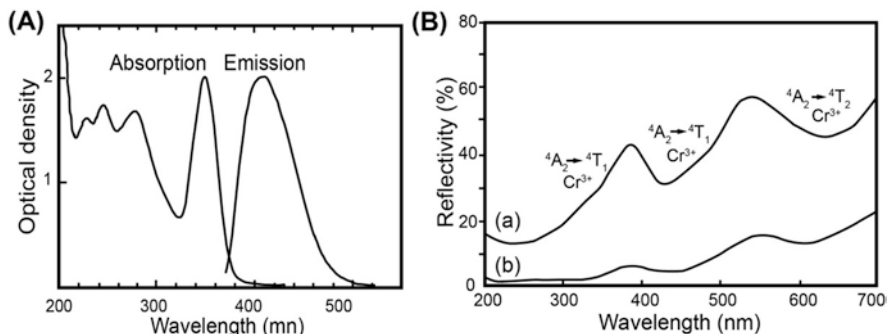 (A)
Optical density
2
1
Absorption
Emission
200
300
400
500
Wavelength (mn)
(B)
Reflectivity (%)
80
60
40
20
0
⁴A₂→⁴T₁
Cr³⁺
⁴A₂→⁴T₁
Cr³⁺
⁴A₂→⁴T₂
Cr³⁺
(a)
(b)
200
300
400
500
600
700
Wavelength (nm)